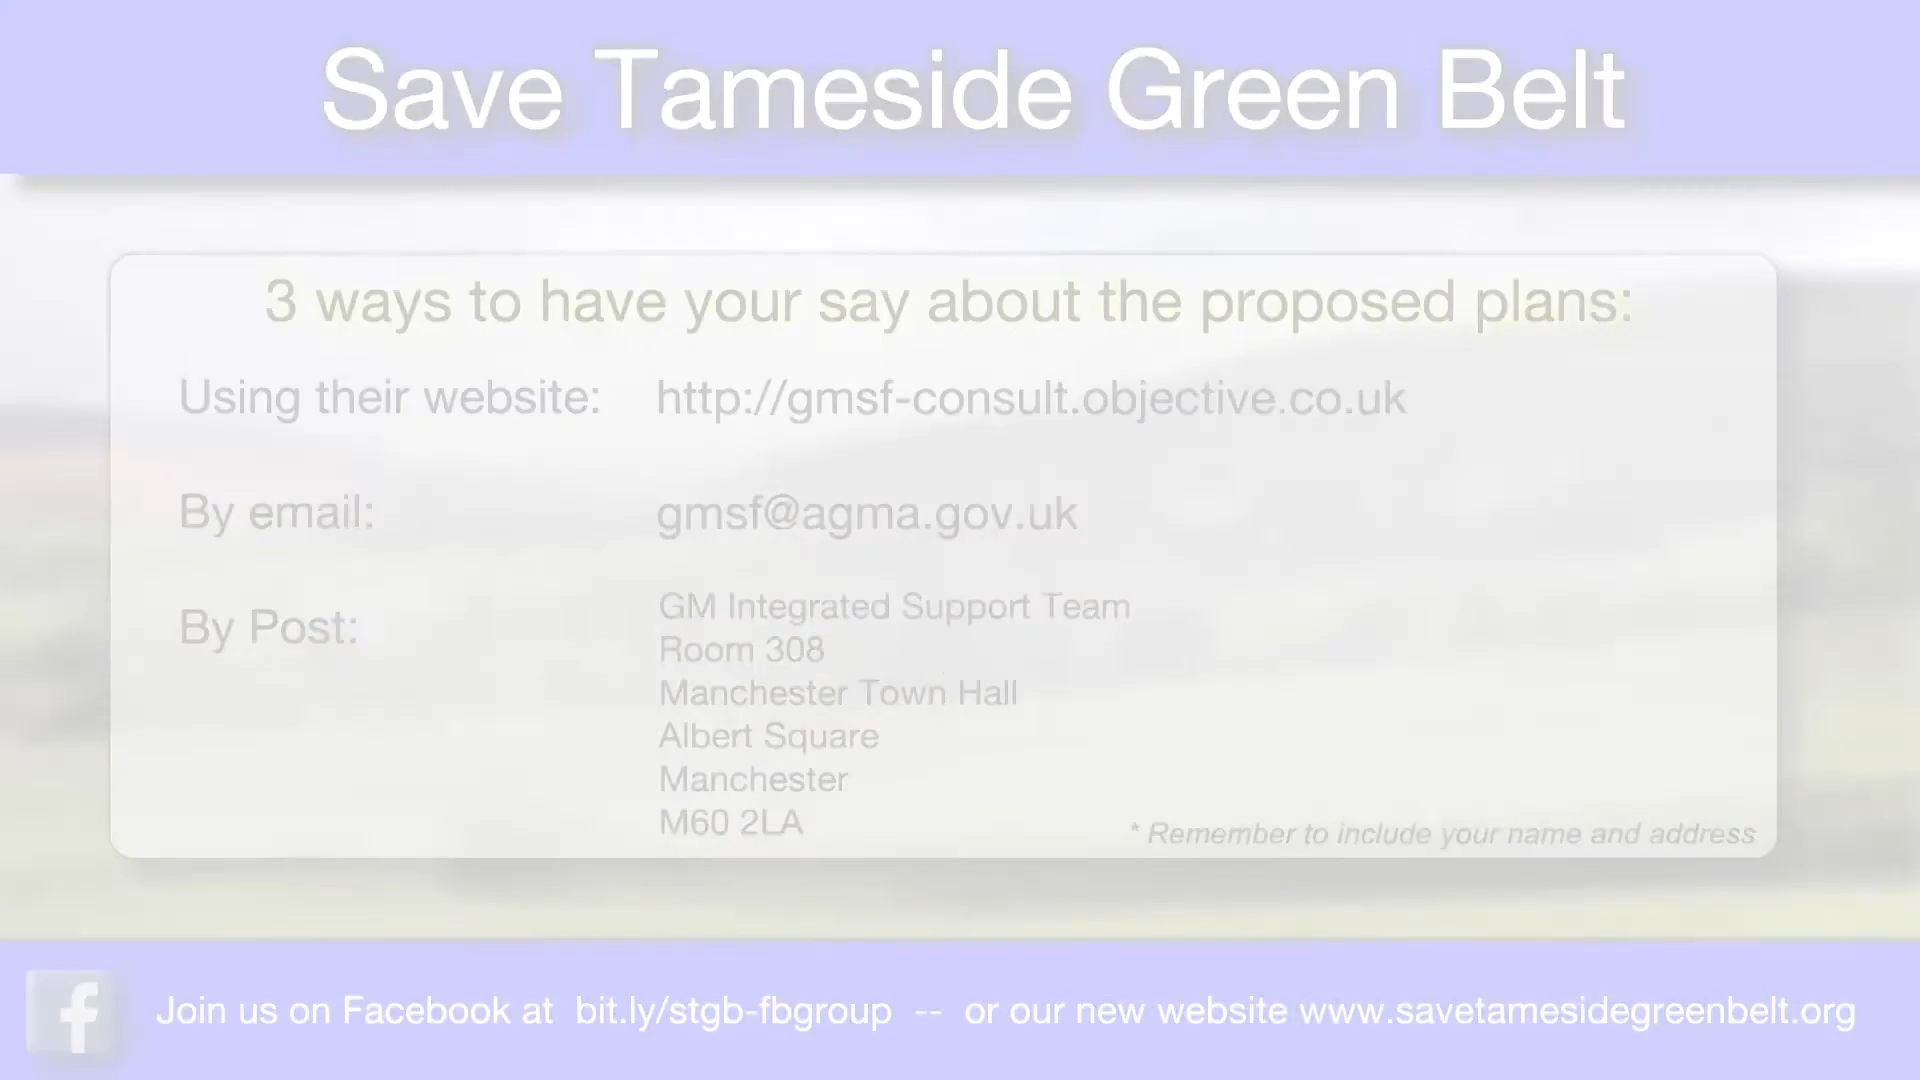 Save Tameside Green Belt
3 ways to have your say about the proposed plans:
Using their website: http://gmsf-consult.objective.co.uk
By email: gmsf@agma.gov.uk
By Post: GM Integrated Support Team
Room 308
Manchester Town Hall
Albert Square
Manchester
M60 2LA
* Remember to include your name and address
f Join us on Facebook at bit.ly/stgb-fbgroup -- or our new website www.savetamesidegreenbelt.org